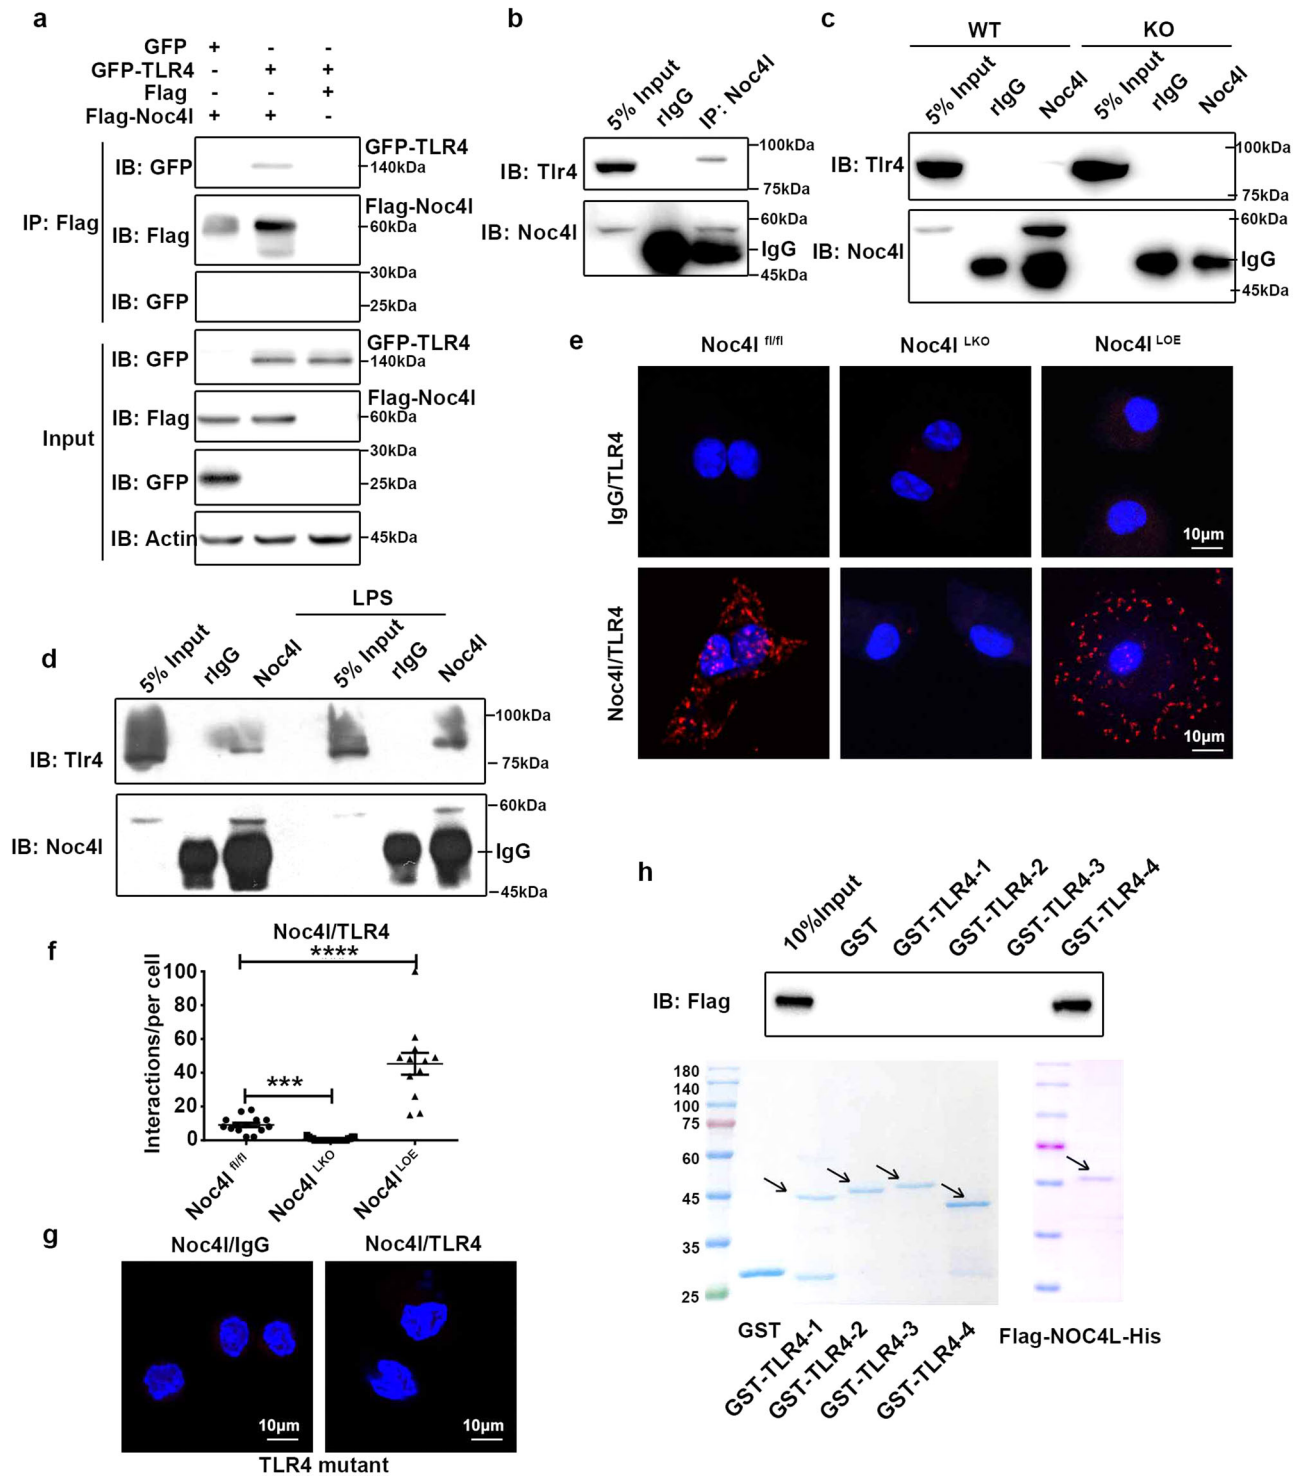 a
GFP + - -
GFP-TLR4 - + +
Flag - - +
Flag-Noc4l + + -
IP: Flag
IB: GFP
GFP-TLR4
140kDa
IB: Flag
Flag-Noc4l
60kDa
IB: GFP
30kDa
25kDa
Input
IB: GFP
GFP-TLR4
140kDa
IB: Flag
Flag-Noc4l
60kDa
IB: GFP
30kDa
25kDa
IB: Actin
45kDa
b
5% Input rIgG IP: Noc4l
IB: Tlr4
100kDa
75kDa
IB: Noc4l
60kDa
IgG
45kDa
c
WT KO
5% Input rIgG Noc4l 5% Input rIgG Noc4l
IB: Tlr4
100kDa
75kDa
IB: Noc4l
60kDa
IgG
45kDa
d
LPS
5% Input rIgG Noc4l 5% Input rIgG Noc4l
IB: Tlr4
100kDa
75kDa
IB: Noc4l
60kDa
IgG
45kDa
e
Noc4l fl/fl Noc4l LKO Noc4l LOE
IgG/TLR4
10μm
Noc4l/TLR4
10μm
f
Noc4l/TLR4
****
***
Interactions/per cell
100
80
60
40
20
0
Noc4l fl/fl Noc4l LKO Noc4l LOE
g
Noc4l/IgG Noc4l/TLR4
10μm 10μm
TLR4 mutant
h
10%Input GST GST-TLR4-1 GST-TLR4-2 GST-TLR4-3 GST-TLR4-4
IB: Flag
180
140
100
75
60
45
35
25
GST GST-TLR4-1 GST-TLR4-2 GST-TLR4-3 GST-TLR4-4
Flag-NOC4L-His